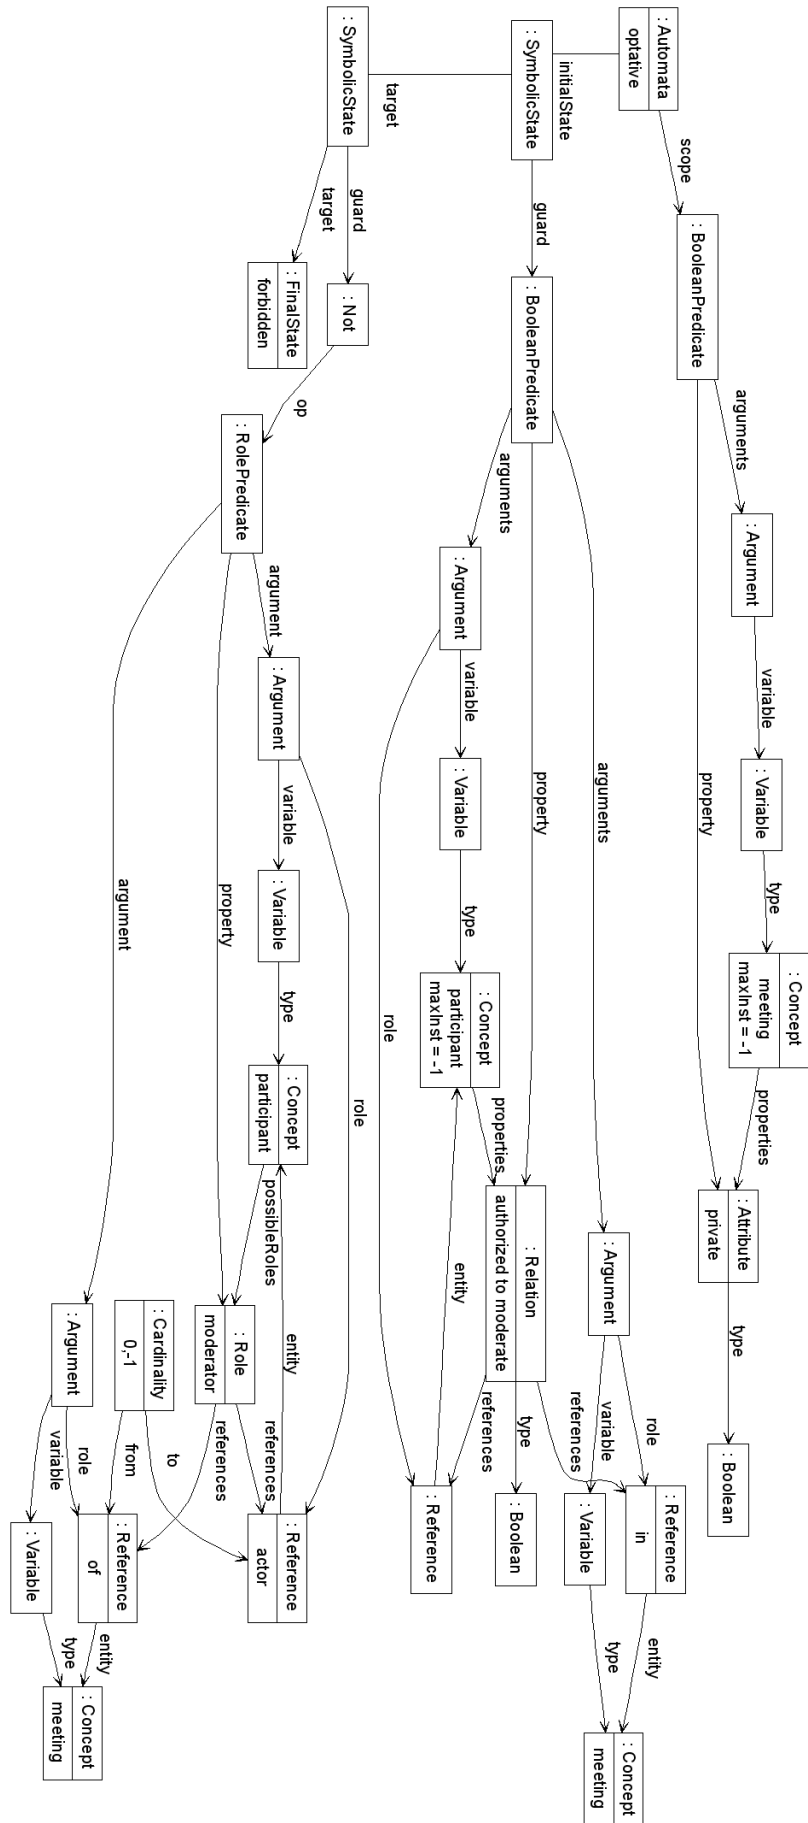 : Automata
optative
scope
: BooleanPredicate
arguments
: Argument
variable
: Variable
type
: Concept
meeting
maxInst = -1
properties
property
: Attribute
private
type
: Boolean
initialState
: SymbolicState
guard
: BooleanPredicate
arguments
: Argument
role
variable
references
: Reference
in
: Variable
entity
type
: Concept
meeting
property
arguments
: Argument
variable
: Variable
type
: Concept
participant
maxInst = -1
properties
: Relation
authorized to moderate
type
: Boolean
references
entity
role
: Reference
target
: SymbolicState
guard
target
: Not
: FinalState
forbidden
op
: RolePredicate
argument
: Argument
role
variable
: Variable
type
: Concept
participant
possibleRoles
entity
property
: Role
moderator
references
references
: Reference
actor
: Cardinality
0,-1
to
from
argument
: Argument
role
variable
: Reference
of
: Variable
entity
type
: Concept
meeting